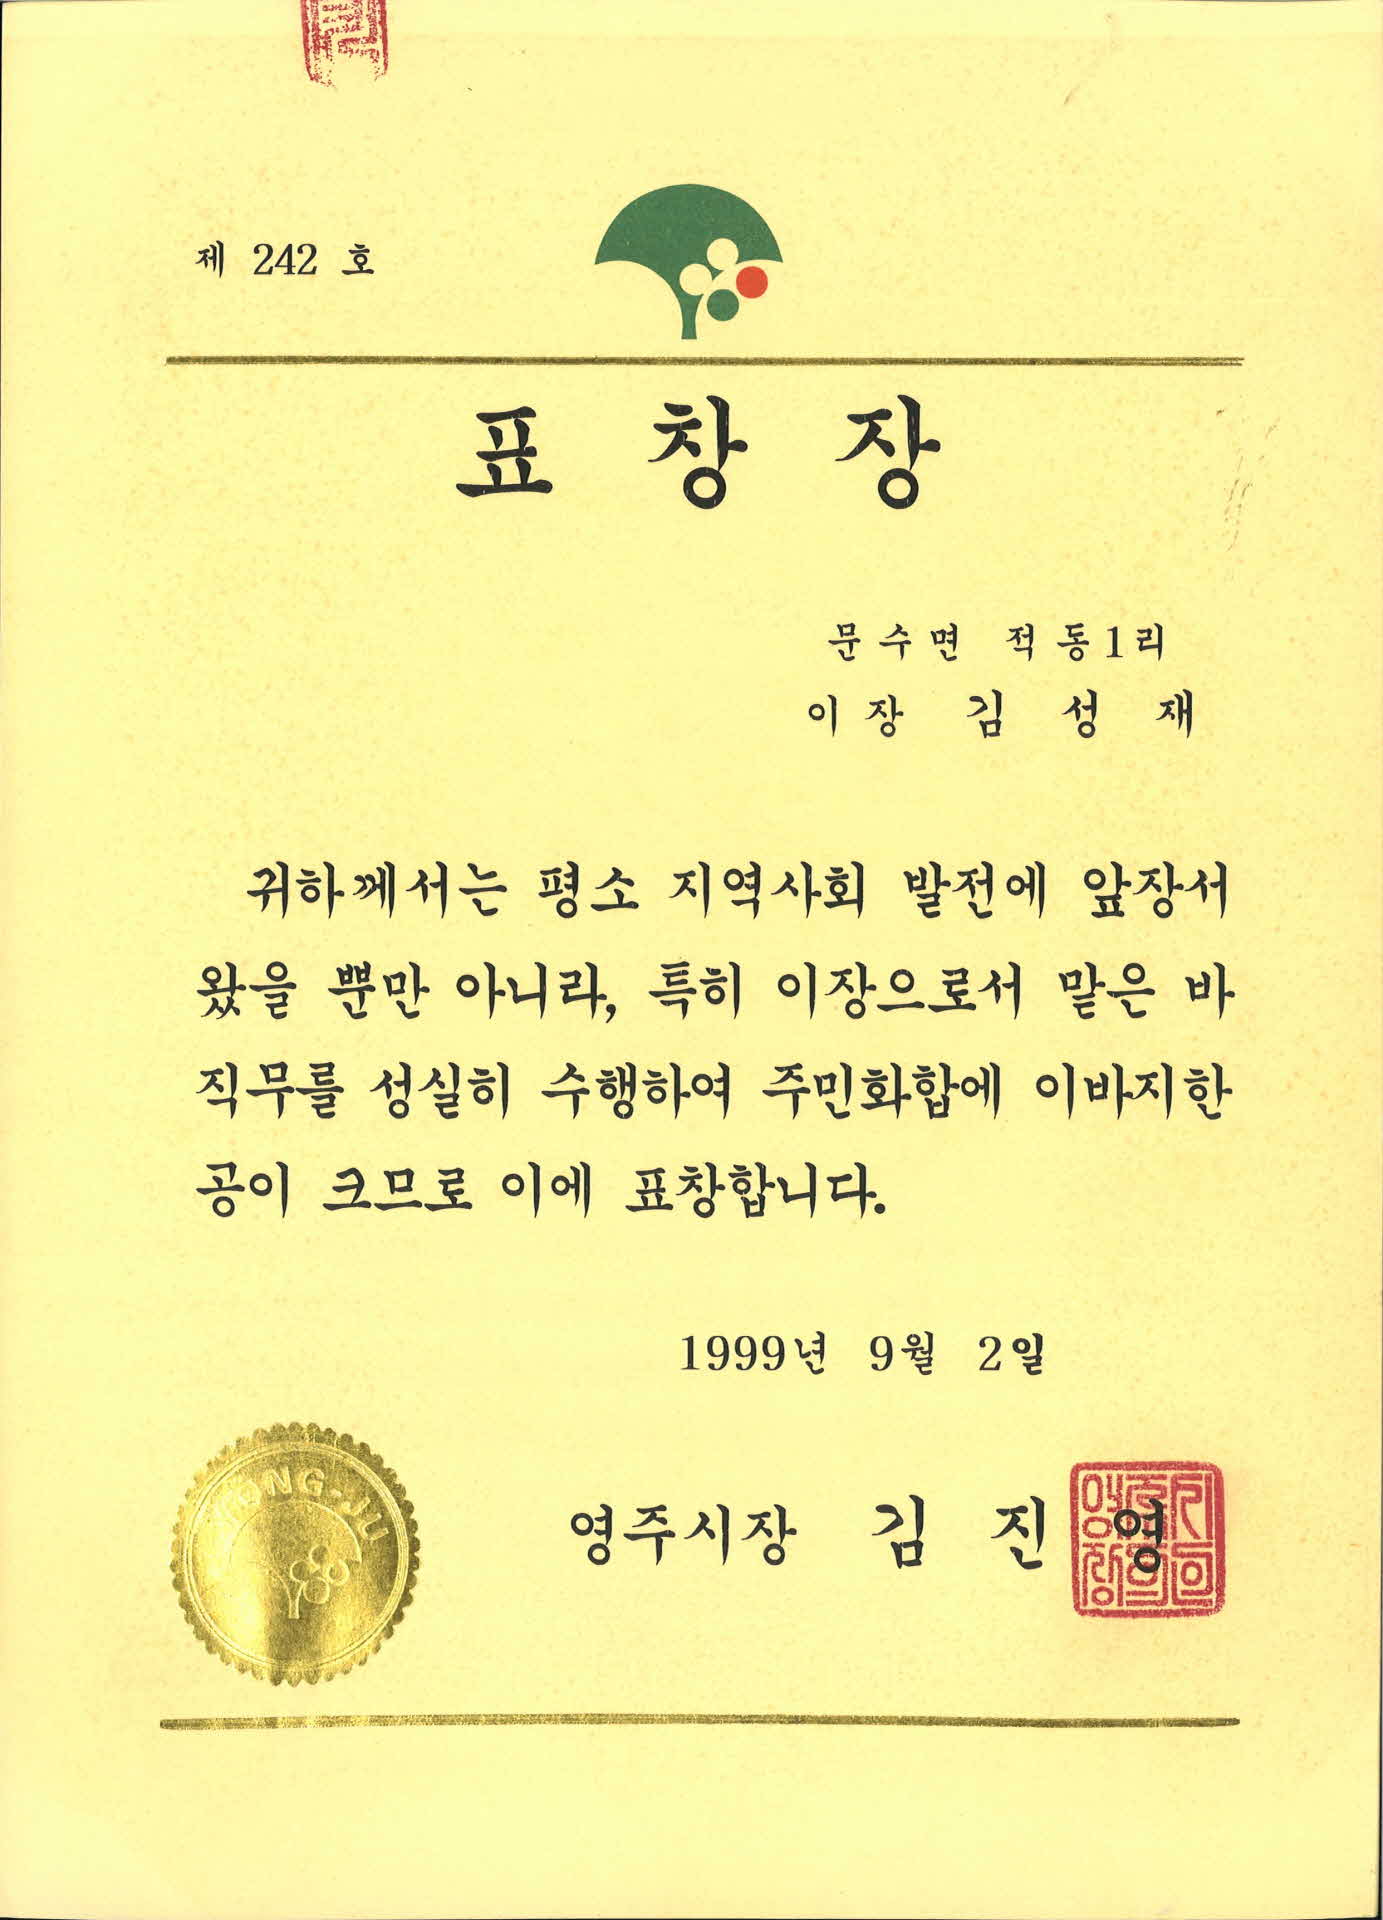 제 242 호
표 창 장
문수면 적동1리
이장 김 성 재
귀하께서는 평소 지역사회 발전에 앞장서
왔을 뿐만 아니라, 특히 이장으로서 맡은 바
직무를 성실히 수행하여 주민화합에 이바지한
공이 크므로 이에 표창합니다.
1999년 9월 2일
YEONG-JU
영주시장 김 진 영